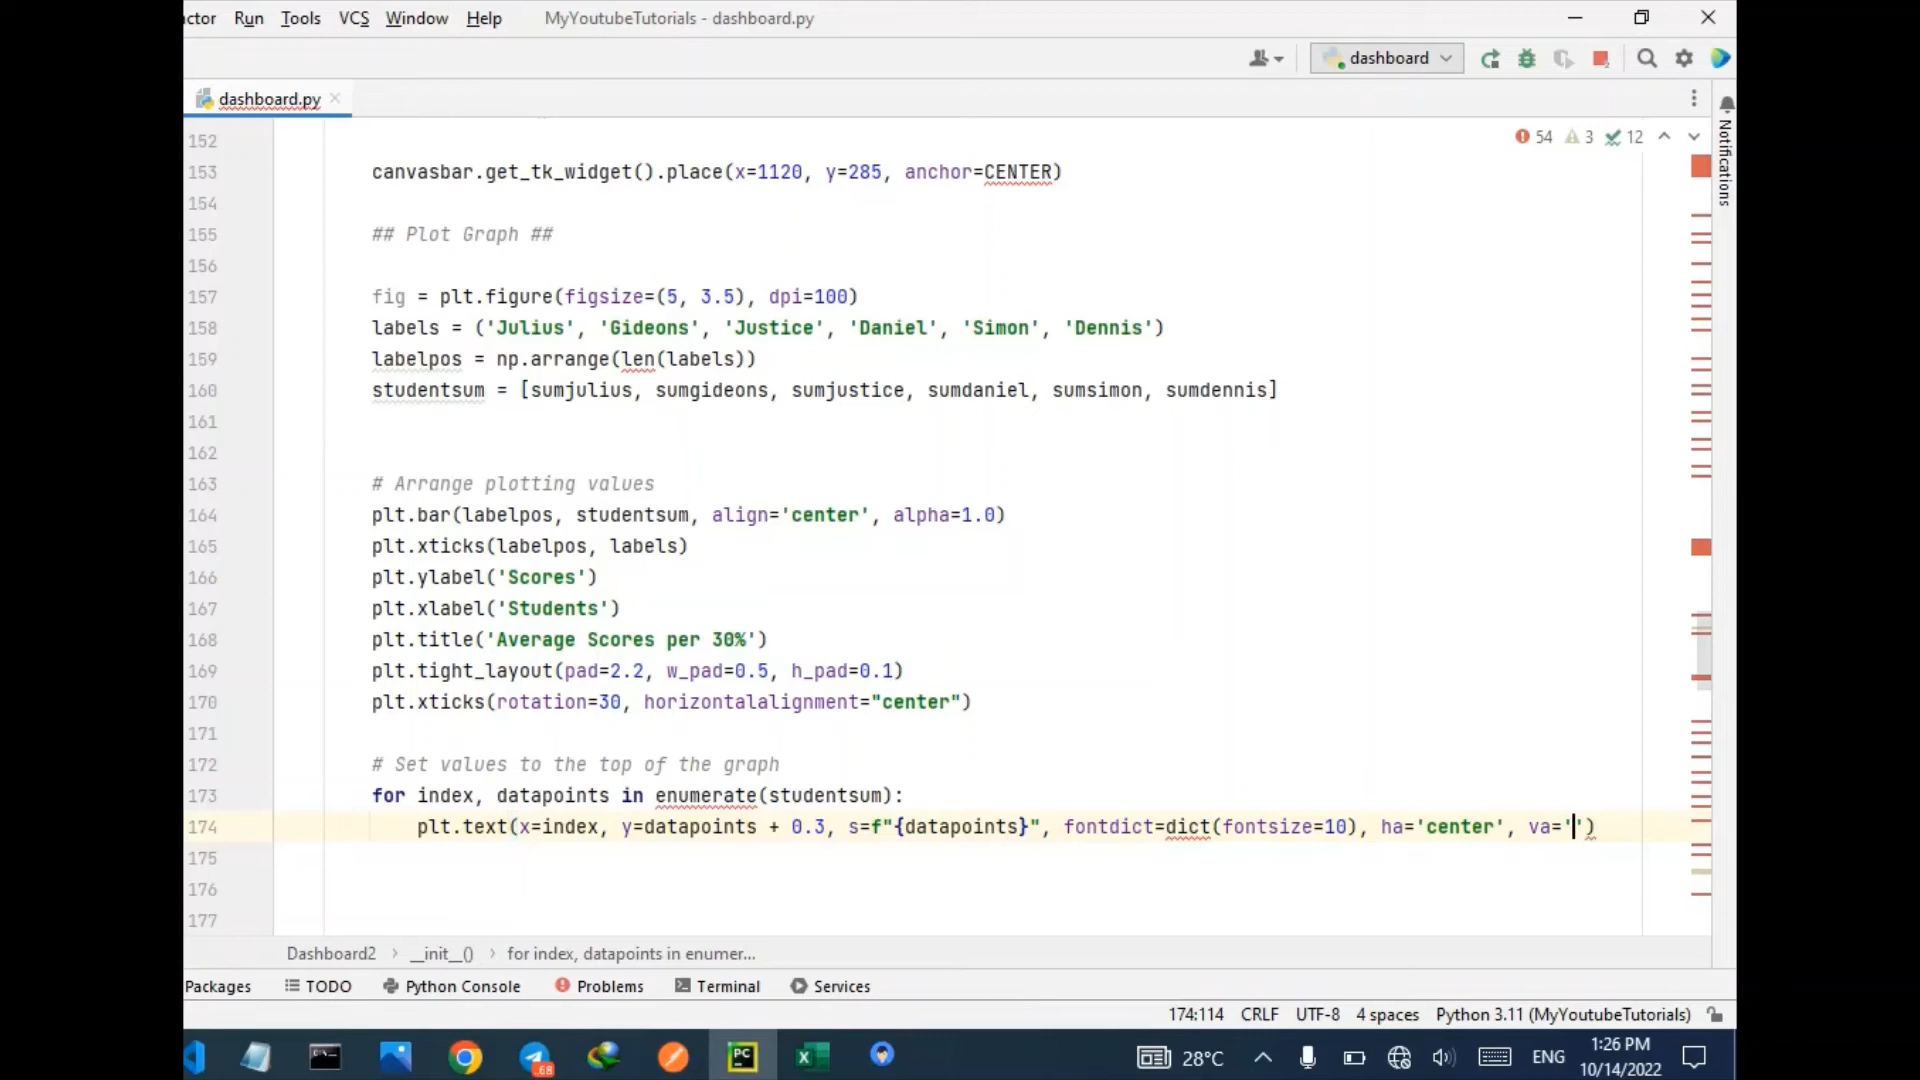 ctor Run Tools VCS Window Help MyYoutubeTutorials - dashboard.py
dashboard
dashboard.py
54 3 12
Notifications
152
153 canvasbar.get_tk_widget().place(x=1120, y=285, anchor=CENTER)
154
155 ## Plot Graph ##
156
157 fig = plt.figure(figsize=(5, 3.5), dpi=100)
158 labels = ('Julius', 'Gideons', 'Justice', 'Daniel', 'Simon', 'Dennis')
159 labelpos = np.arrange(len(labels))
160 studentsum = [sumjulius, sumgideons, sumjustice, sumdaniel, sumsimon, sumdennis]
161
162
163 # Arrange plotting values
164 plt.bar(labelpos, studentsum, align='center', alpha=1.0)
165 plt.xticks(labelpos, labels)
166 plt.ylabel('Scores')
167 plt.xlabel('Students')
168 plt.title('Average Scores per 30%')
169 plt.tight_layout(pad=2.2, w_pad=0.5, h_pad=0.1)
170 plt.xticks(rotation=30, horizontalalignment="center")
171
172 # Set values to the top of the graph
173 for index, datapoints in enumerate(studentsum):
174 plt.text(x=index, y=datapoints + 0.3, s=f"{datapoints}", fontdict=dict(fontsize=10), ha='center', va='')
175
176
177
Dashboard2 › __init__() › for index, datapoints in enumer...
Packages TODO Python Console Problems Terminal Services
174:114 CRLF UTF-8 4 spaces Python 3.11 (MyYoutubeTutorials)
.68 PC 28°C ENG 1:26 PM
10/14/2022